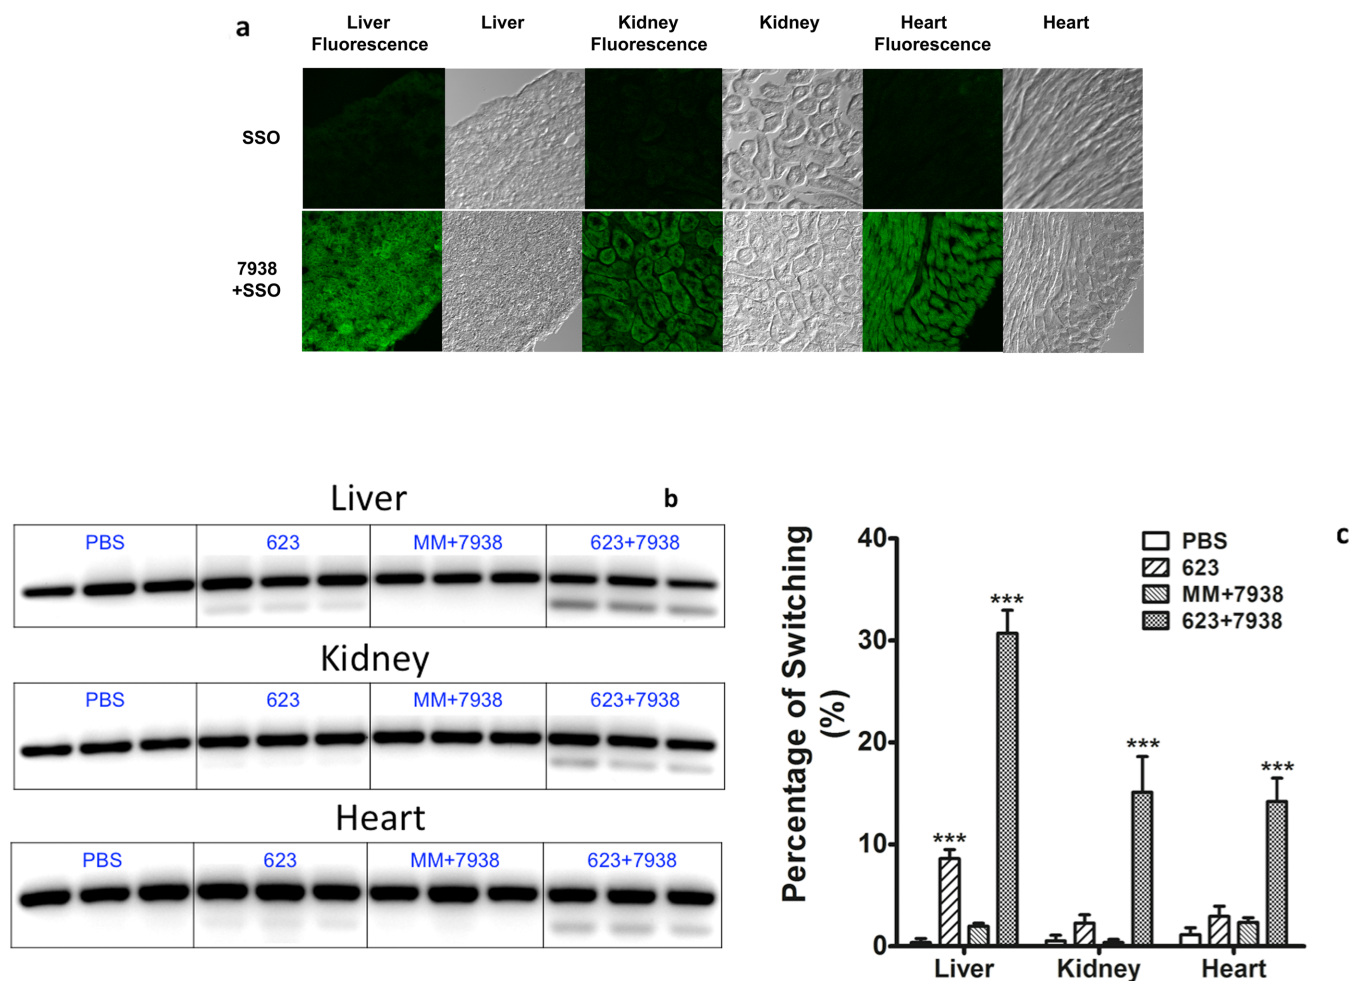 a
Liver
Fluorescence
Liver
Kidney
Fluorescence
Kidney
Heart
Fluorescence
Heart
SSO
7938
+SSO
Liver
b
PBS
623
MM+7938
623+7938
Kidney
PBS
623
MM+7938
623+7938
Heart
PBS
623
MM+7938
623+7938
c
Percentage of Switching
(%)
40
30
20
10
0
PBS
623
MM+7938
623+7938
***
***
***
***
Liver
Kidney
Heart